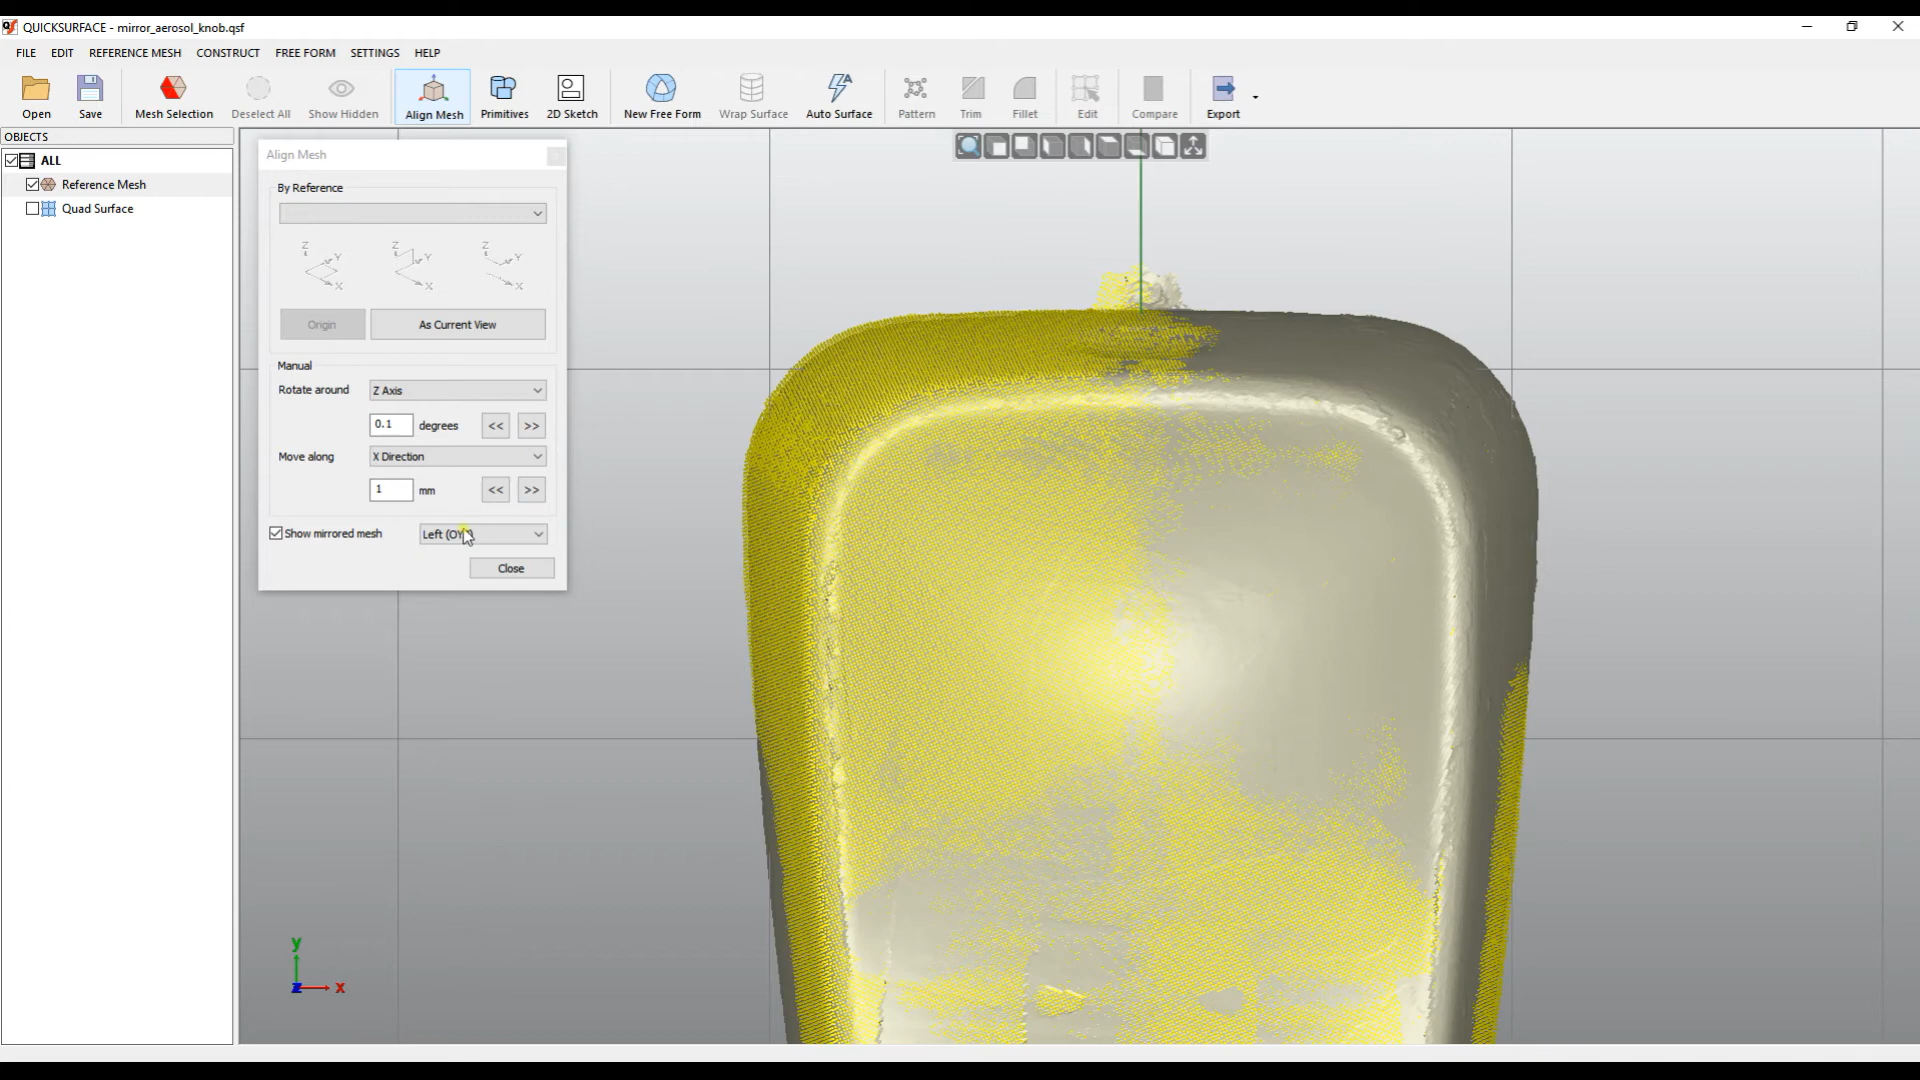 QUICKSURFACE - mirror_aerosol_knob.qsf
FILE EDIT REFERENCE MESH CONSTRUCT FREE FORM SETTINGS HELP
Open Save Mesh Selection Deselect All Show Hidden Align Mesh Primitives 2D Sketch New Free Form Wrap Surface Auto Surface Pattern Trim Fillet Edit Compare Export
OBJECTS
ALL
Reference Mesh
Quad Surface
Align Mesh
By Reference
Z Y X Z Y X Z Y X
Origin As Current View
Manual
Rotate around Z Axis
0.1 degrees << >>
Move along X Direction
1 mm << >>
Show mirrored mesh Left
Close
y
z x